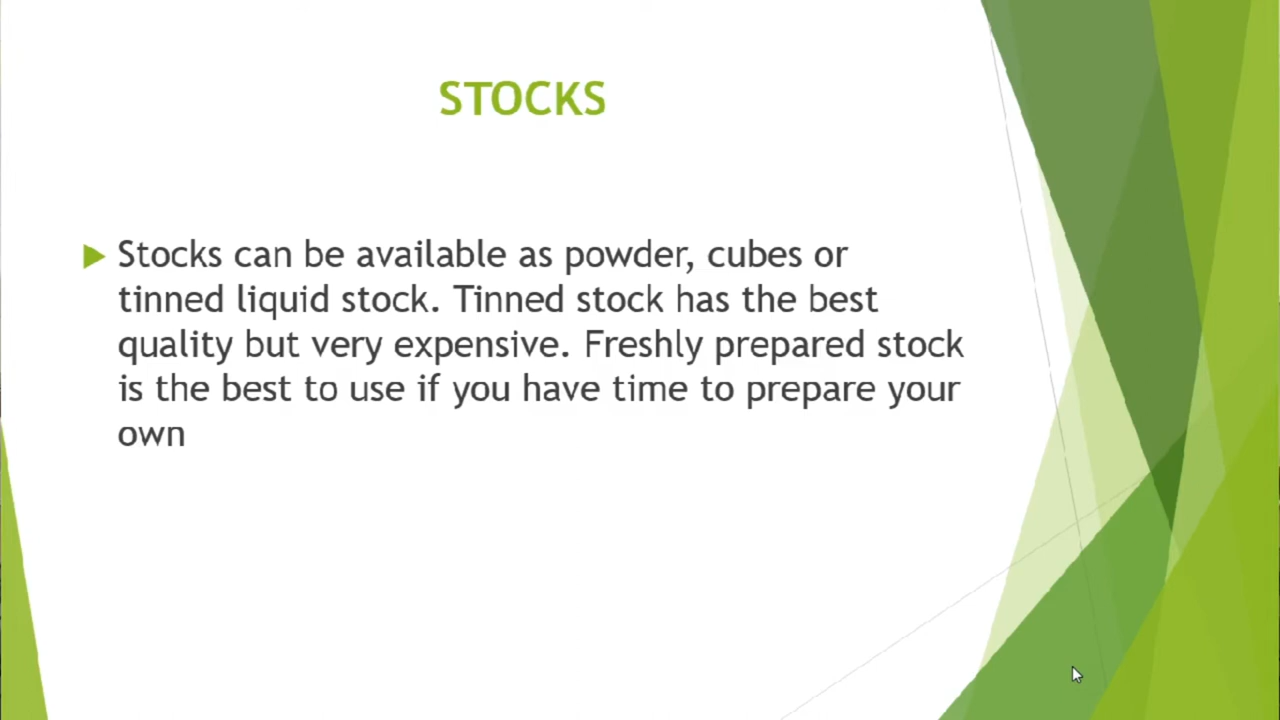 STOCKS
Stocks can be available as powder, cubes or
tinned liquid stock. Tinned stock has the best
quality but very expensive. Freshly prepared stock
is the best to use if you have time to prepare your
own